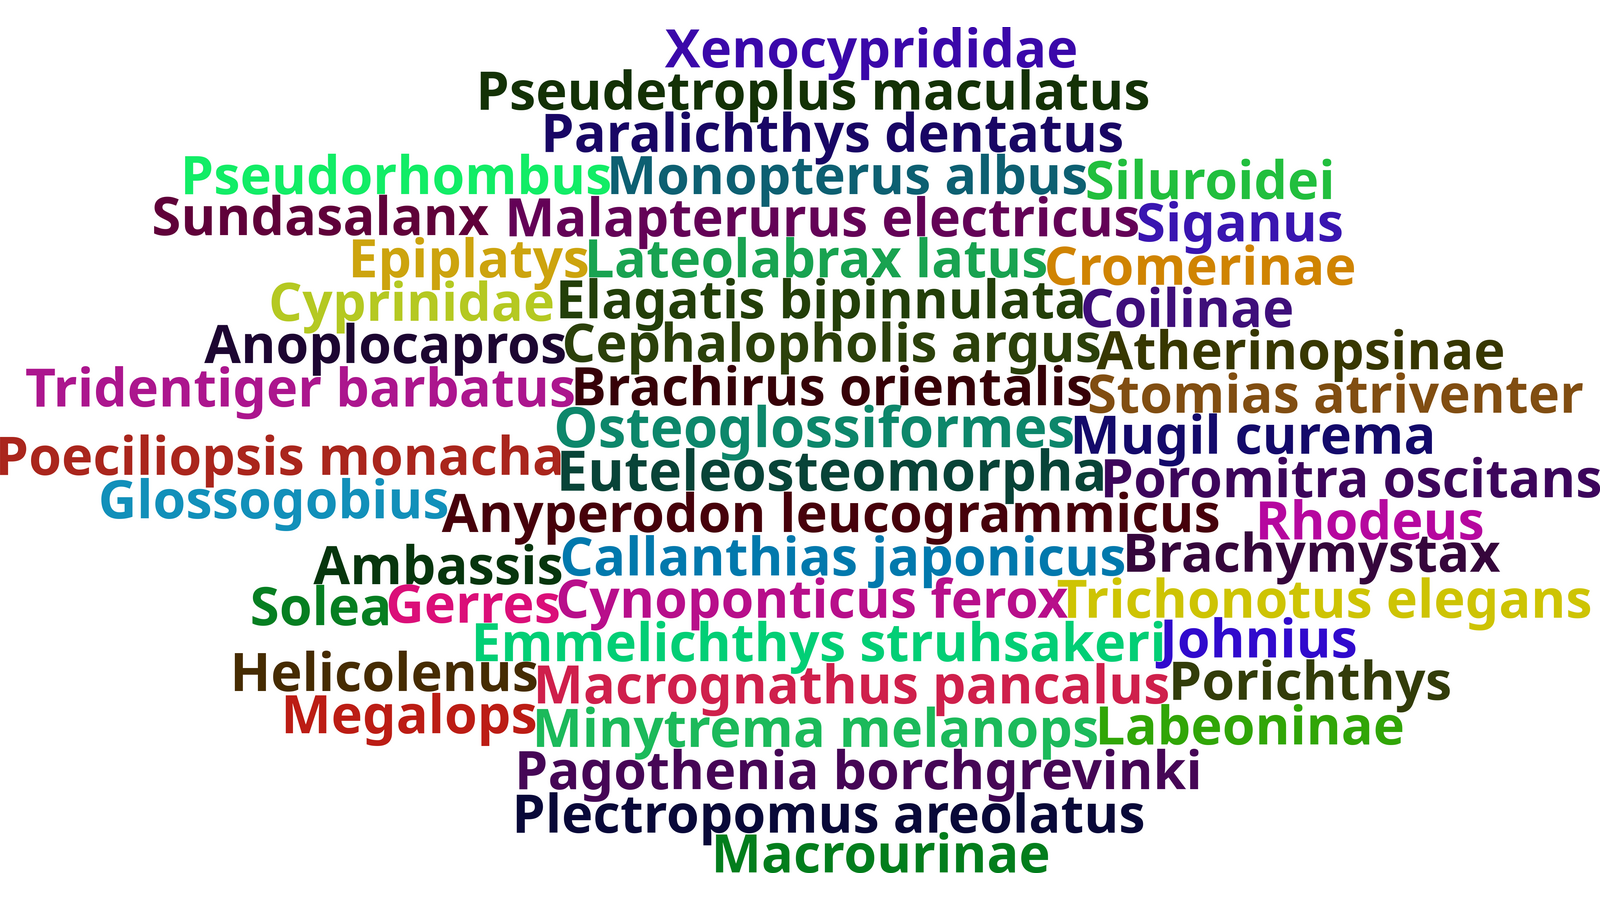 Xenocyprididae
Pseudetroplus maculatus
Paralichthys dentatus
Pseudorhombus Monopterus albus Siluroidei
Sundasalanx Malapterurus electricus Siganus
Epiplatys Lateolabrax latus Cromerinae
Cyprinidae Elagatis bipinnulata Coilinae
Anoplocapros Cephalopholis argus Atherinopsinae
Tridentiger barbatus Brachirus orientalis Stomias atriventer
Osteoglossiformes Mugil curema
Poeciliopsis monacha Euteleosteomorpha Poromitra oscitans
Glossogobius Anyperodon leucogrammicus Rhodeus
Ambassis Callanthias japonicus Brachymystax
Solea Gerres Cynoponticus ferox Trichonotus elegans
Emmelichthys struhsakeri Johnius
Helicolenus Macrognathus pancalus Porichthys
Megalops Minytrema melanops Labeoninae
Pagothenia borchgrevinki
Plectropomus areolatus
Macrourinae